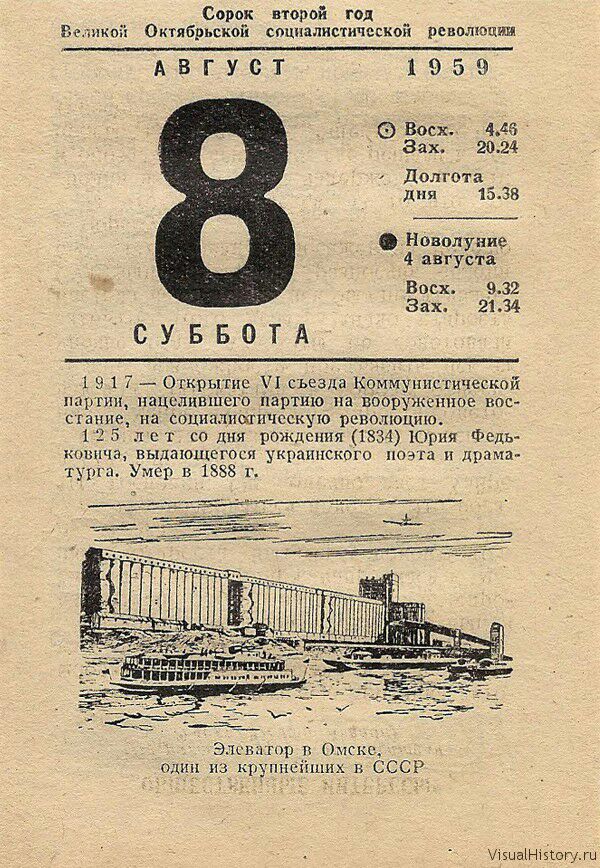 Сорок второй год
Великой Октябрьской социалистической революции
АВГУСТ 1959
8
Восх. 4.46
Зах. 20.24
Долгота
дня 15.38
Новолуние
4 августа
Восх. 9.32
Зах. 21.34
СУББОТА
1917 — Открытие VI съезда Коммунистической
партии, нацелившего партию на вооруженное вос-
стание, на социалистическую революцию.
125 лет со дня рождения (1834) Юрия Федь-
ковича, выдающегося украинского поэта и драма-
турга. Умер в 1888 г.
Элеватор в Омске,
один из крупнейших в СССР
VisualHistory.ru